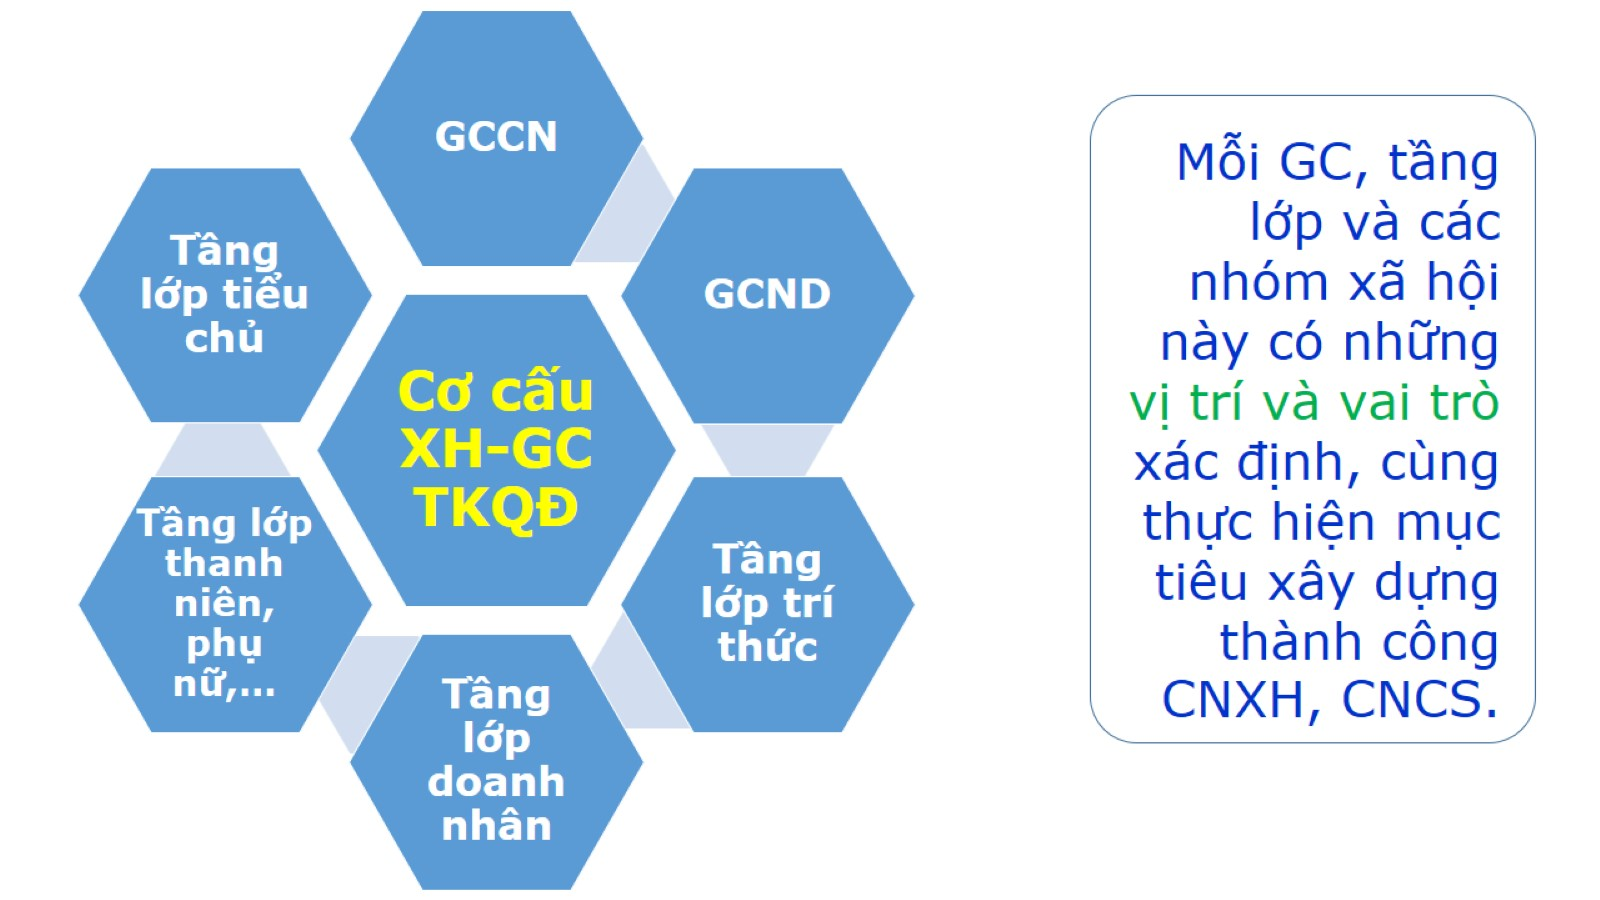 GCCN
GCND
Tầng
lớp trí
thức
Tầng
lớp
doanh
nhân
Tầng lớp
thanh
niên,
phụ
nữ,...
Tầng
lớp tiểu
chủ
Cơ cấu
XH–GC
TKQĐ
Mỗi GC, tầng
lớp và các
nhóm xã hội
này có những
vị trí và vai trò
xác định, cùng
thực hiện mục
tiêu xây dựng
thành công
CNXH, CNCS.